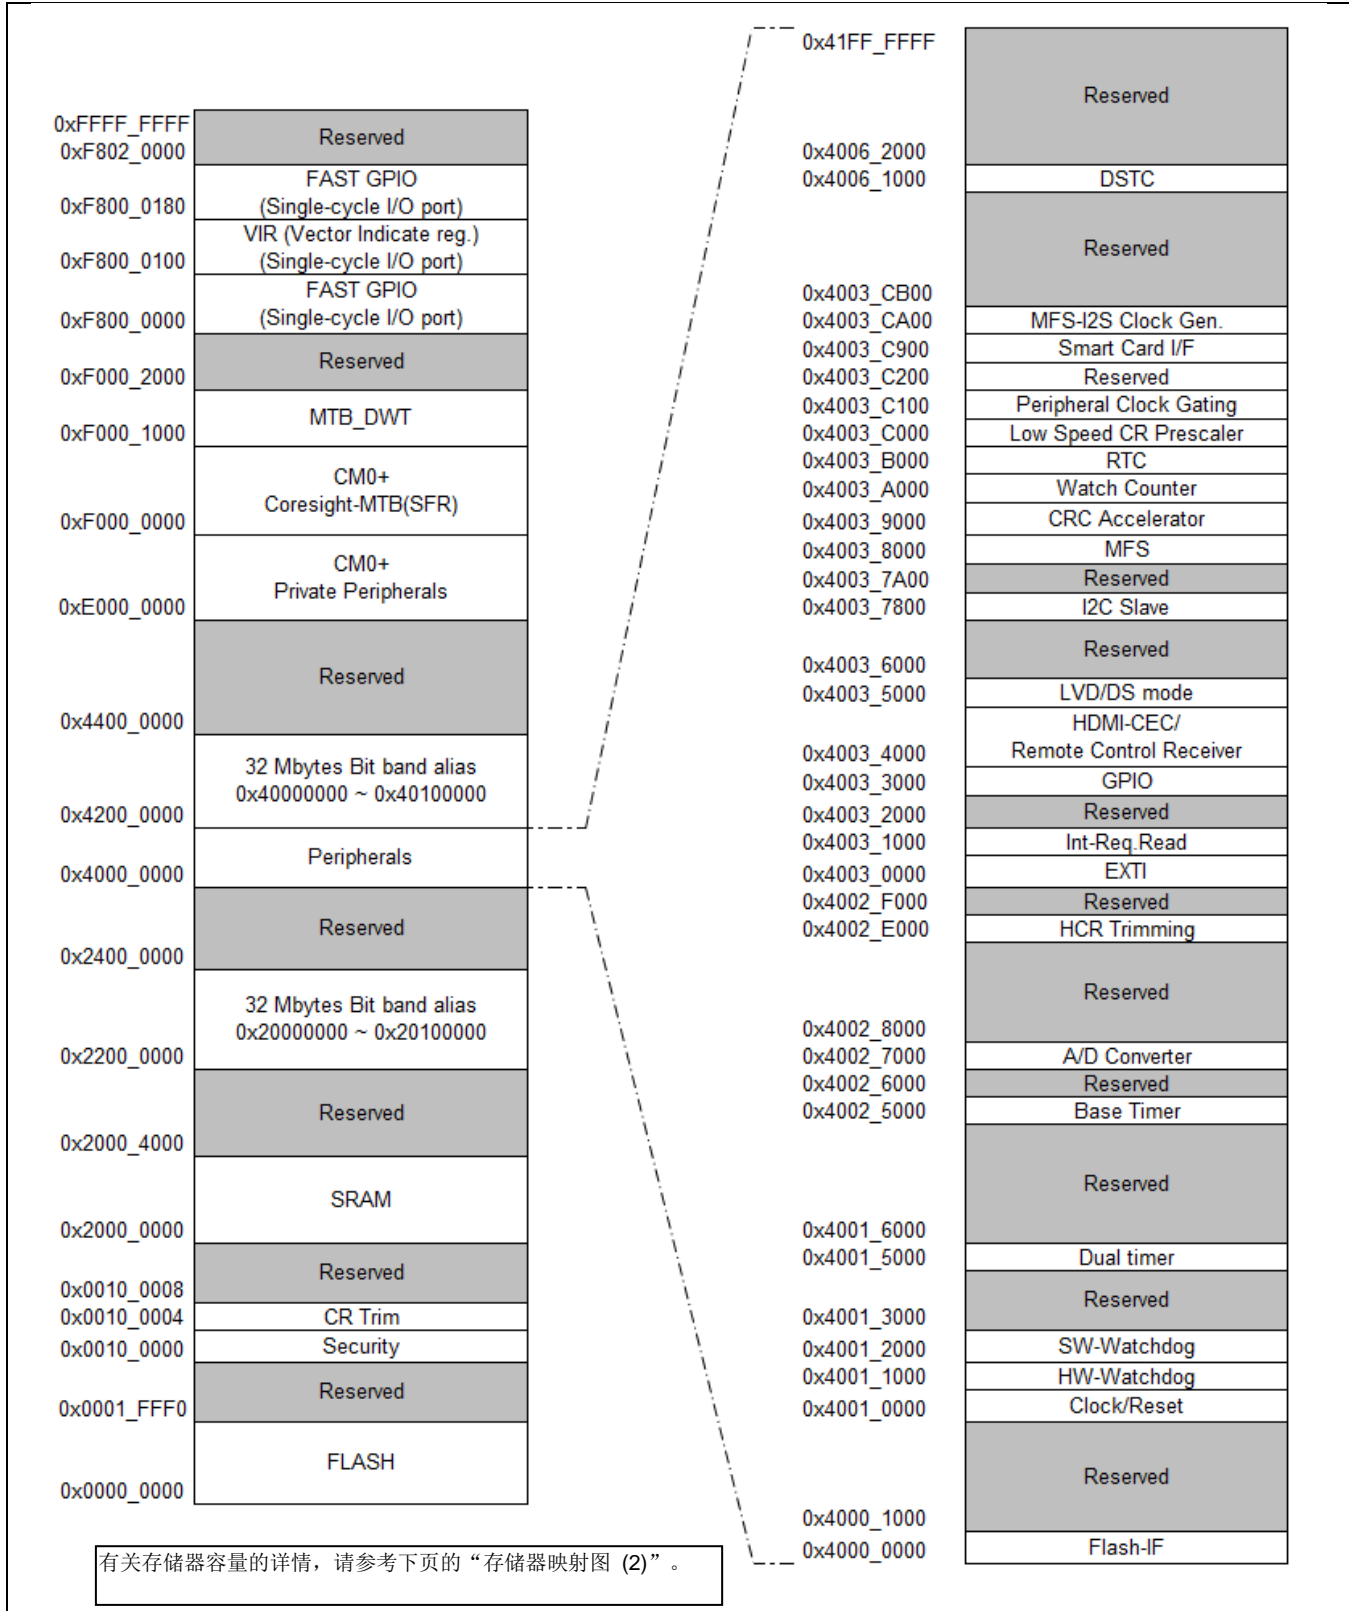 0xFFFF_FFFF
Reserved
0xF802_0000
FAST GPIO
0xF800_0180
(Single-cycle I/O port)
VIR (Vector Indicate reg.)
0xF800_0100
(Single-cycle I/O port)
FAST GPIO
0xF800_0000
(Single-cycle I/O port)
Reserved
0xF000_2000
MTB_DWT
0xF000_1000
CM0+
Coresight-MTB(SFR)
0xF000_0000
CM0+
Private Peripherals
0xE000_0000
Reserved
0x4400_0000
32 Mbytes Bit band alias
0x40000000 ~ 0x40100000
0x4200_0000
Peripherals
0x4000_0000
Reserved
0x2400_0000
32 Mbytes Bit band alias
0x20000000 ~ 0x20100000
0x2200_0000
Reserved
0x2000_4000
SRAM
0x2000_0000
Reserved
0x0010_0008
0x0010_0004 CR Trim
0x0010_0000 Security
Reserved
0x0001_FFF0
FLASH
0x0000_0000
有关存储器容量的详情，请参考下页的“存储器映射图 (2)”。
0x41FF_FFFF
Reserved
0x4006_2000
0x4006_1000 DSTC
Reserved
0x4003_CB00
0x4003_CA00 MFS-I2S Clock Gen.
0x4003_C900 Smart Card I/F
0x4003_C200 Reserved
0x4003_C100 Peripheral Clock Gating
0x4003_C000 Low Speed CR Prescaler
0x4003_B000 RTC
0x4003_A000 Watch Counter
0x4003_9000 CRC Accelerator
0x4003_8000 MFS
0x4003_7A00 Reserved
0x4003_7800 I2C Slave
Reserved
0x4003_6000
0x4003_5000 LVD/DS mode
HDMI-CEC/
0x4003_4000 Remote Control Receiver
0x4003_3000 GPIO
0x4003_2000 Reserved
0x4003_1000 Int-Req.Read
0x4003_0000 EXTI
0x4002_F000 Reserved
0x4002_E000 HCR Trimming
Reserved
0x4002_8000
0x4002_7000 A/D Converter
0x4002_6000 Reserved
0x4002_5000 Base Timer
Reserved
0x4001_6000
0x4001_5000 Dual timer
Reserved
0x4001_3000
0x4001_2000 SW-Watchdog
0x4001_1000 HW-Watchdog
0x4001_0000 Clock/Reset
Reserved
0x4000_1000
0x4000_0000 Flash-IF